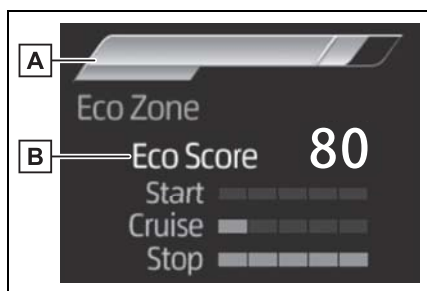 A
Eco Zone
B
Eco Score 80
Start
Cruise
Stop